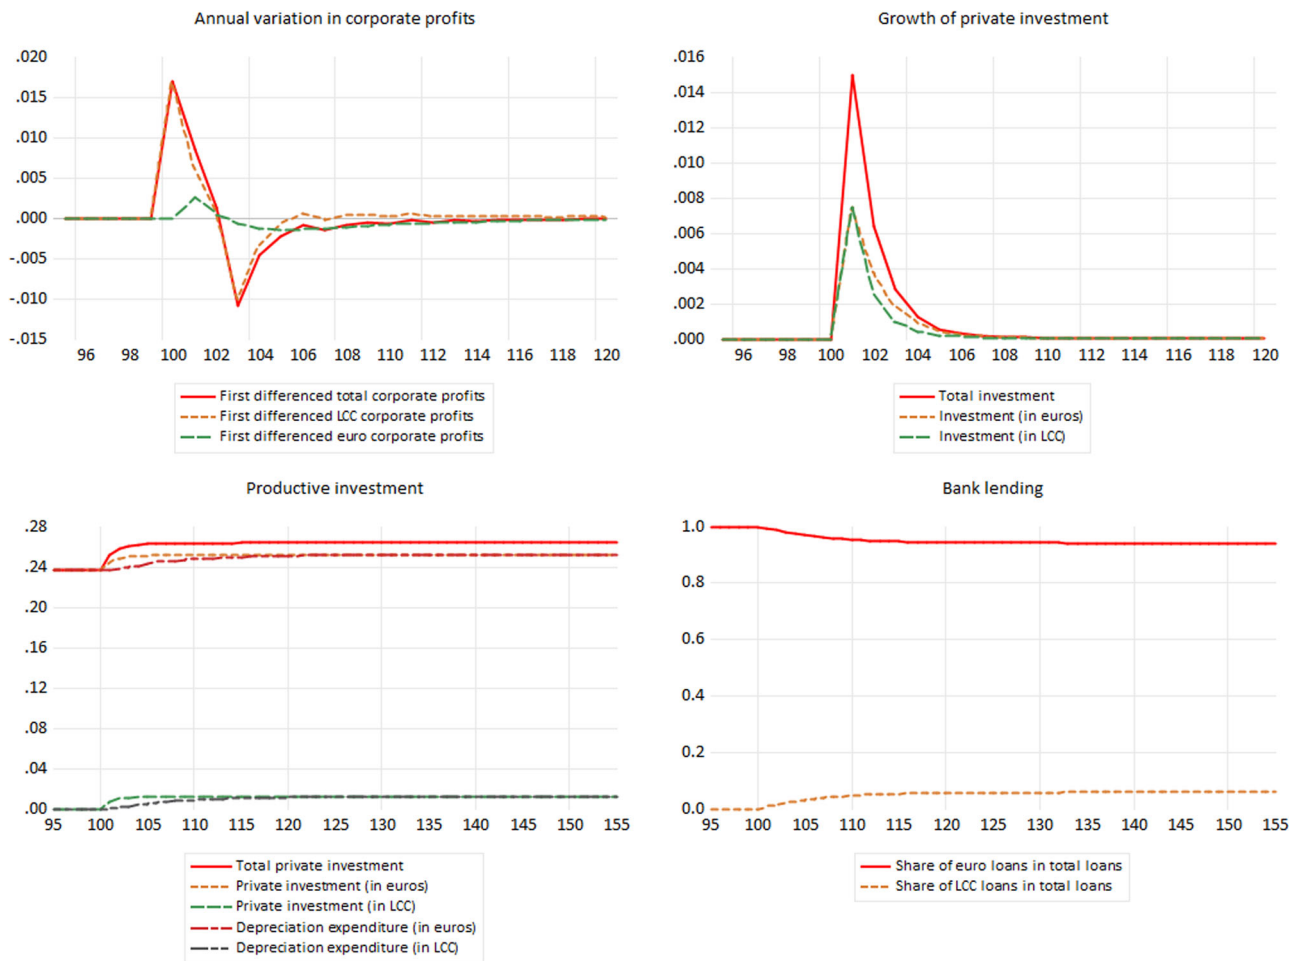 Annual variation in corporate profits
.020
.015
.010
.005
.000
-.005
-.010
-.015
96 98 100 102 104 106 108 110 112 114 116 118 120
First differenced total corporate profits
First differenced LCC corporate profits
First differenced euro corporate profits
Growth of private investment
.016
.014
.012
.010
.008
.006
.004
.002
.000
96 98 100 102 104 106 108 110 112 114 116 118 120
Total investment
Investment (in euros)
Investment (in LCC)
Productive investment
.28
.24
.20
.16
.12
.08
.04
.00
95 100 105 110 115 120 125 130 135 140 145 150 155
Total private investment
Private investment (in euros)
Private investment (in LCC)
Depreciation expenditure (in euros)
Depreciation expenditure (in LCC)
Bank lending
1.0
0.8
0.6
0.4
0.2
0.0
95 100 105 110 115 120 125 130 135 140 145 150 155
Share of euro loans in total loans
Share of LCC loans in total loans